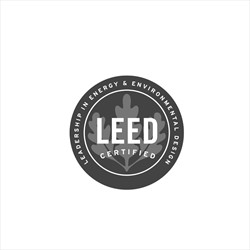 LEADERSHIP IN ENERGY & ENVIRONMENTAL DESIGN
LEED
CERTIFIED